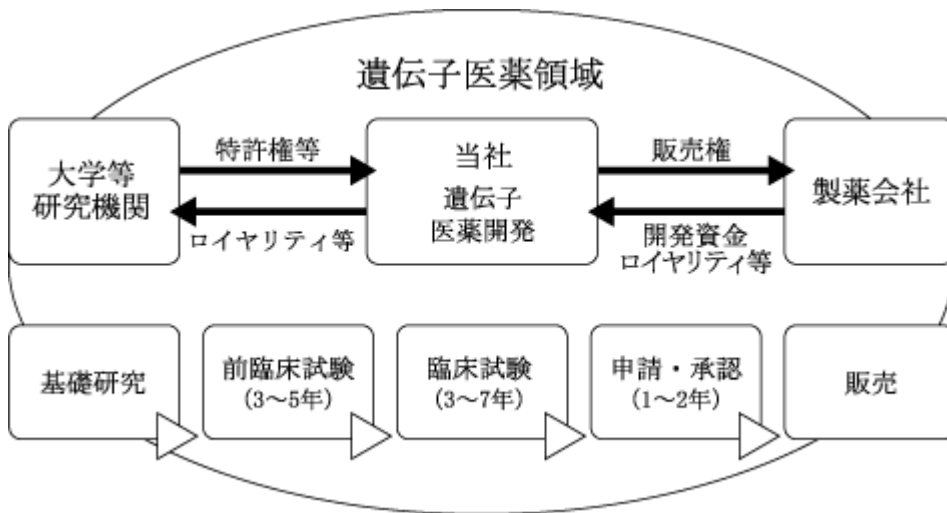 遺伝子医薬領域
大学等
研究機関
特許権等
ロイヤリティ等
当社
遺伝子
医薬開発
販売権
開発資金
ロイヤリティ等
製薬会社
基礎研究
前臨床試験
(3〜5年)
臨床試験
(3〜7年)
申請・承認
(1〜2年)
販売